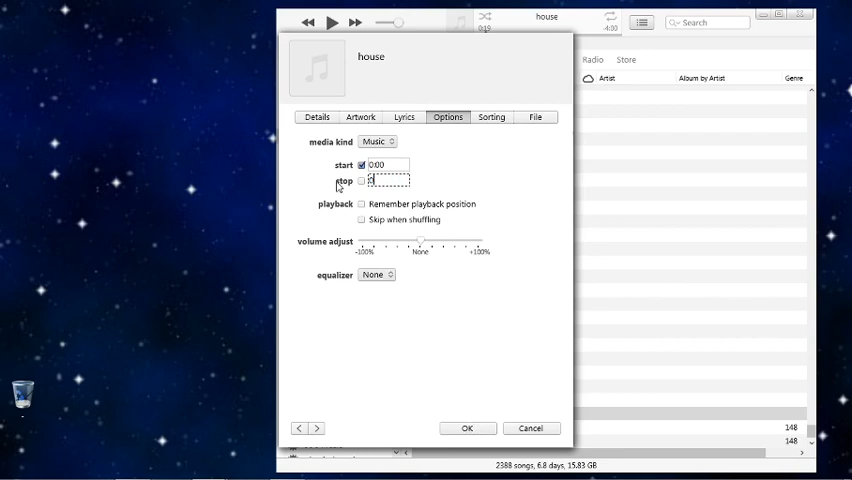 house
0:19
-4:00
Search
house
Radio
Store
Artist
Album by Artist
Genre
Details
Artwork
Lyrics
Options
Sorting
File
media kind
Music
start
0:00
stop
0
playback
Remember playback position
Skip when shuffling
volume adjust
-100%
None
+100%
equalizer
None
OK
Cancel
148
148
2388 songs, 6.8 days, 15.83 GB